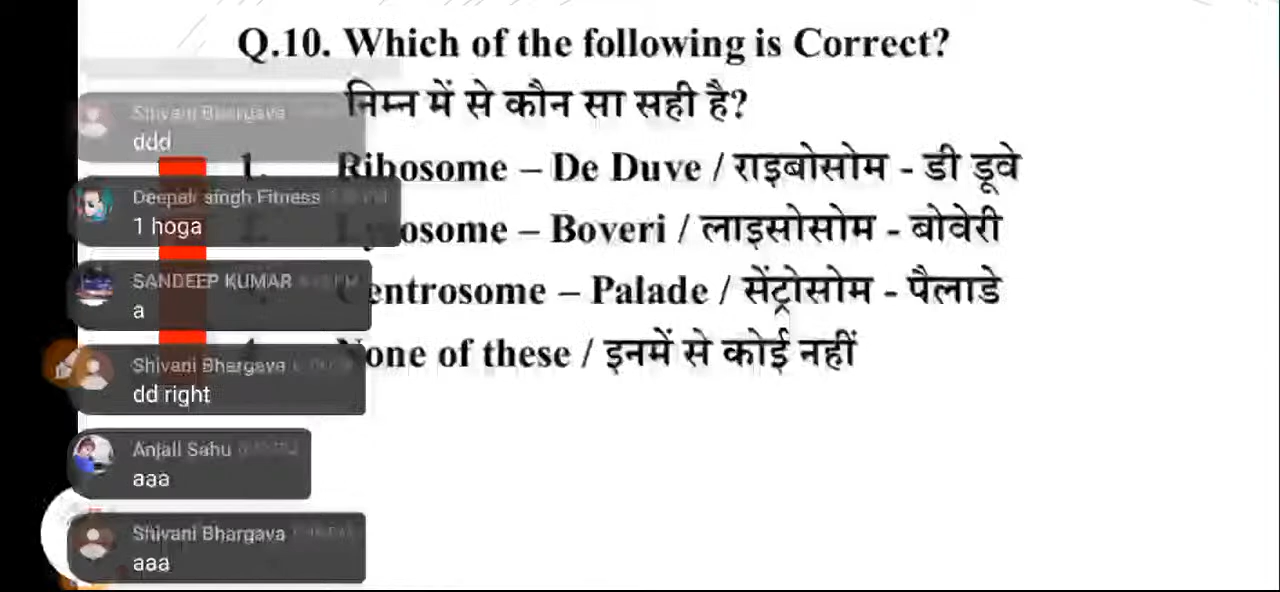 Q.10. Which of the following is Correct?
निम्न में से कौन सा सही है?
Shivani Bhargava
ddd
1. Ribosome – De Duve / राइबोसोम - डी डूवे
Deepak singh Fitness
1 hoga
osome – Boveri / लाइसोसोम - बोवेरी
SANDEEP KUMAR
a
entrosome – Palade / सेंट्रोसोम - पैलाडे
Shivani Bhargava
dd right
None of these / इनमें से कोई नहीं
Anjali Sahu
aaa
Shivani Bhargava
aaa